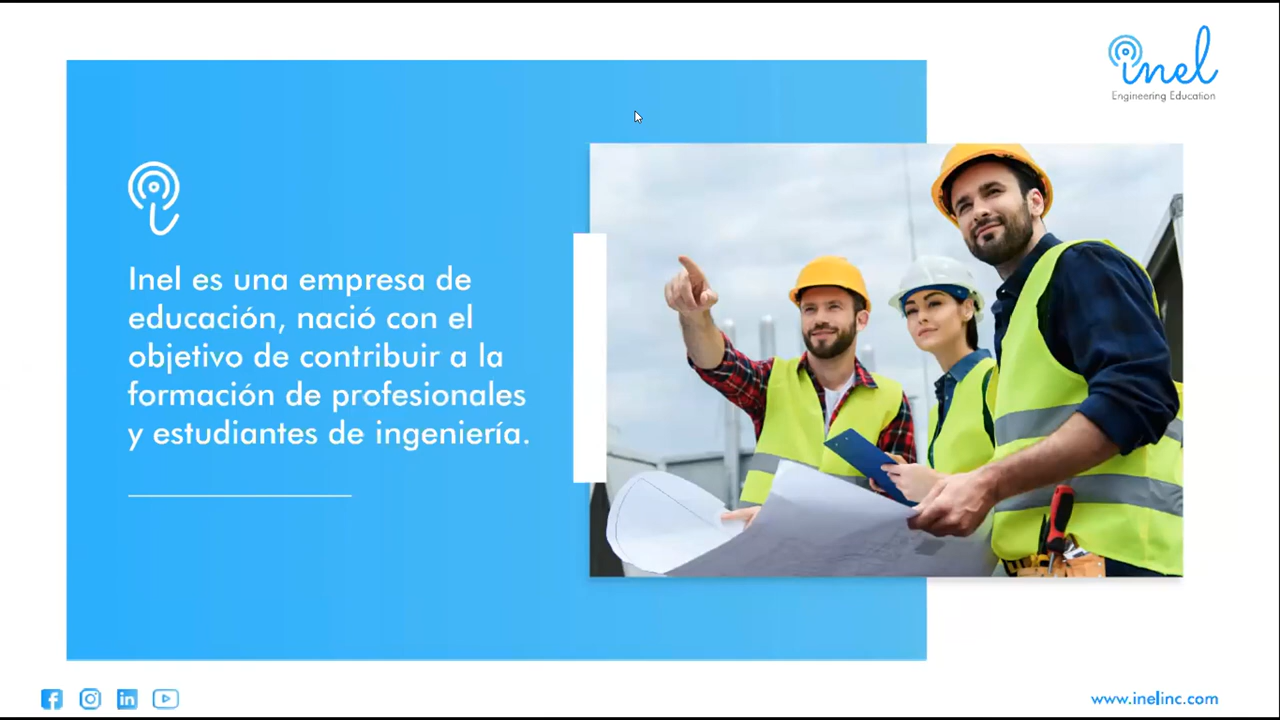 inel
Engineering Education
Inel es una empresa de
educación, nació con el
objetivo de contribuir a la
formación de profesionales
y estudiantes de ingeniería.
www.inelinc.com